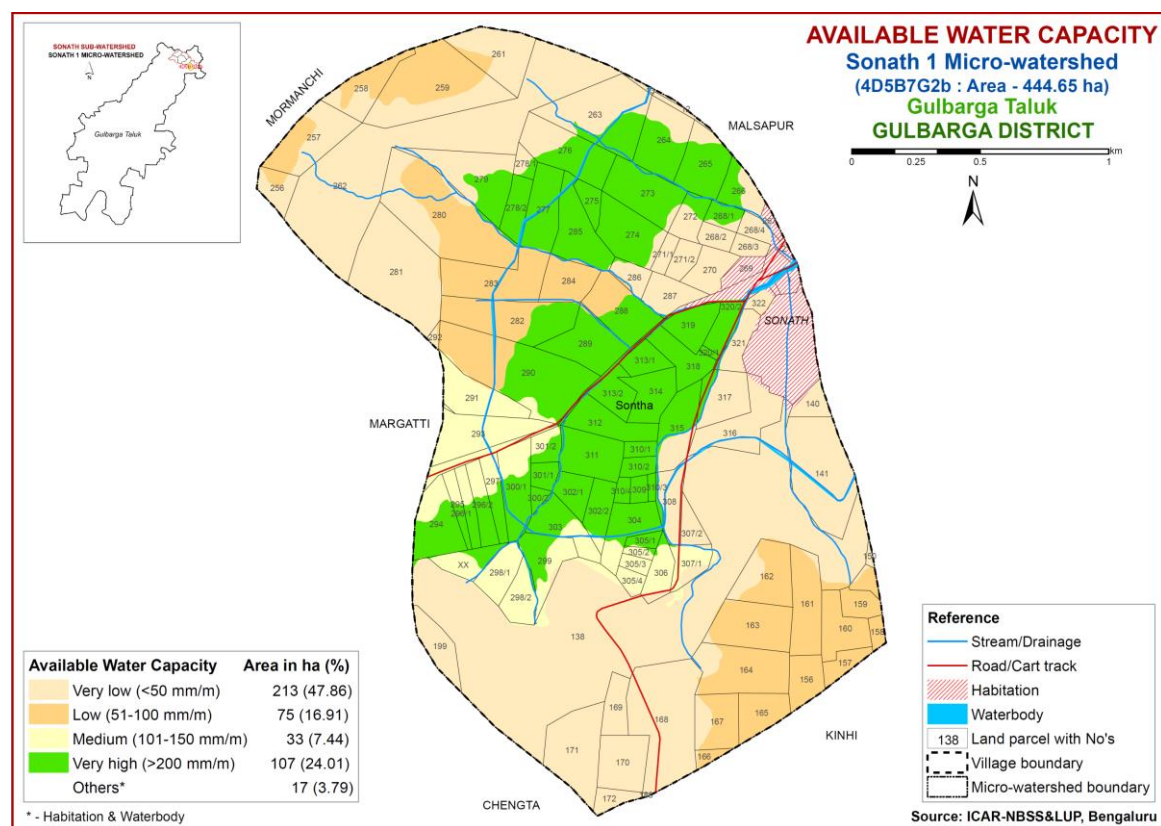 SONATH SUB-WATERSHED
SONATH 1 MICRO-WATERSHED
N
Gulbarga Taluk
AVAILABLE WATER CAPACITY
Sonath 1 Micro-watershed
(4D5B7G2b : Area - 444.65 ha)
Gulbarga Taluk
GULBARGA DISTRICT
km
0 0.25 0.5 1
N
MORMANCHI
MALSAPUR
MARGATTI
CHENGTA
KINHI
SONATH
Sontha
261
258
259
263
257
264
276
265
278/1
256
262
279
273
266
280
278/2
277
275
272
268/1
285
274
268/2
268/4
268/3
271/1
271/2
270
269
281
283
284
286
287
282
288
320/2
322
319
292
289
321
320/1
313/1
318
290
291
313/2
314
317
140
312
315
316
293
301/2
311
310/1
310/2
141
297
301/1
300/1
302/1
310/4
309
310/3
308
295
296/1
296/2
300/2
294
302/2
304
303
307/2
305/1
299
305/2
305/3
306
307/1
XX
298/1
305/4
298/2
162
161
159
160
158
163
138
199
157
164
156
169
168
167
165
171
170
166
172
Available Water Capacity Area in ha (%)
Very low (<50 mm/m) 213 (47.86)
Low (51-100 mm/m) 75 (16.91)
Medium (101-150 mm/m) 33 (7.44)
Very high (>200 mm/m) 107 (24.01)
Others* 17 (3.79)
* - Habitation & Waterbody
Reference
Stream/Drainage
Road/Cart track
Habitation
Waterbody
138 Land parcel with No's
Village boundary
Micro-watershed boundary
Source: ICAR-NBSS&LUP, Bengaluru